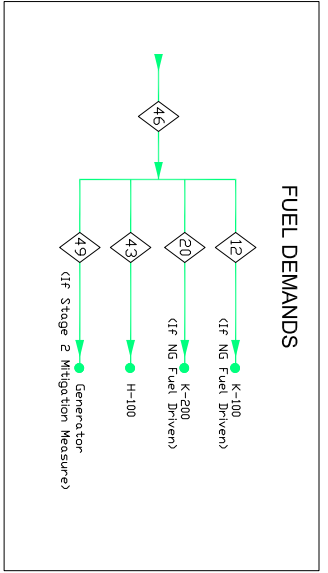 FUEL DEMANDS
46
12
K-100
(If NG Fuel Driven)
20
K-200
(If NG Fuel Driven)
43
H-100
49
Generator
(If Stage 2 Mitigation Measure)